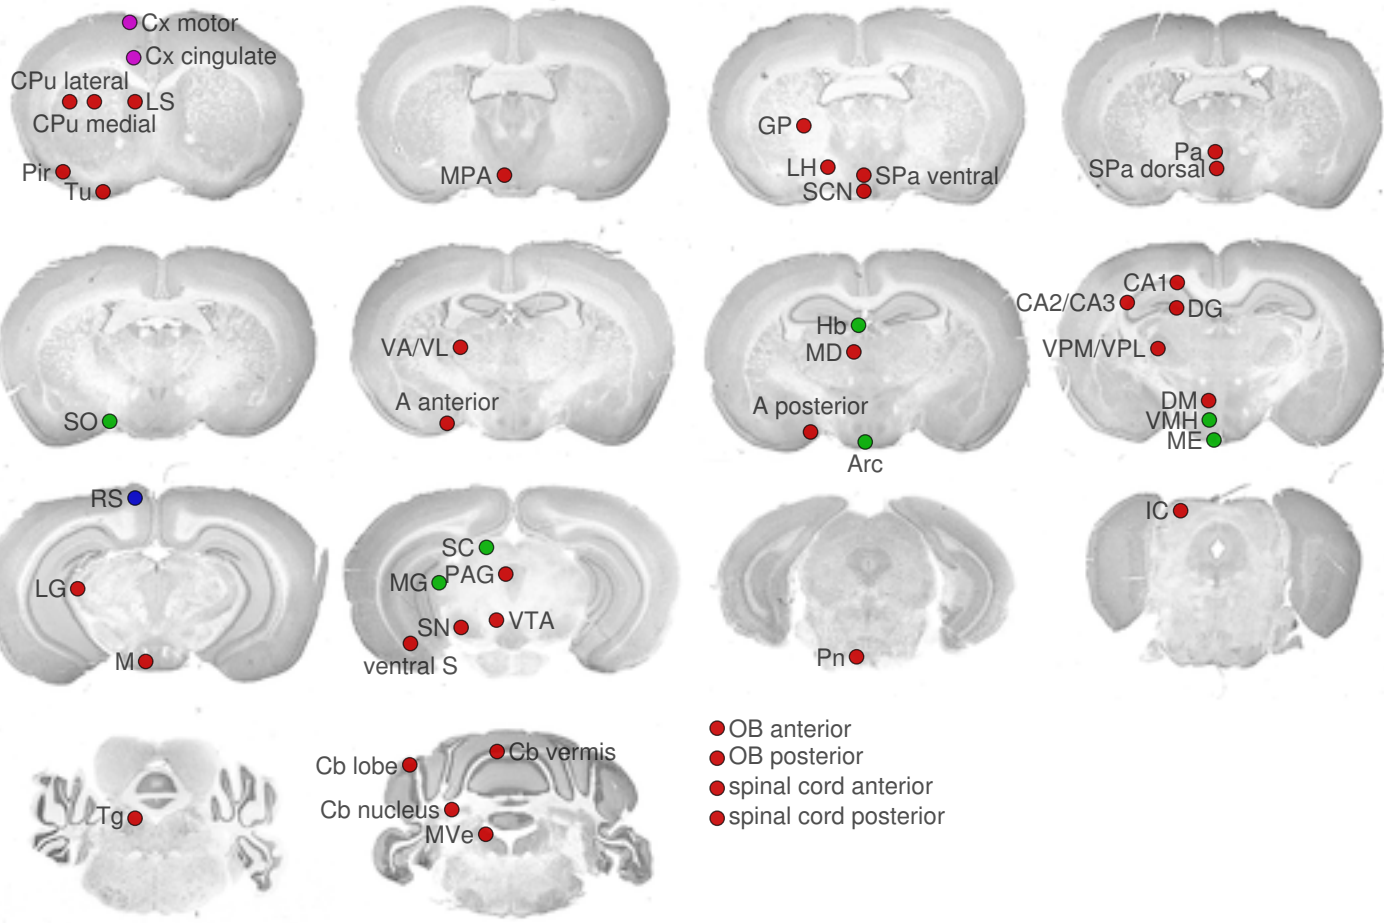 Cx motor
Cx cingulate
CPu lateral
LS
CPu medial
Pir
Tu
MPA
GP
LH
SPa ventral
SCN
Pa
SPa dorsal
SO
VA/VL
A anterior
Hb
MD
A posterior
Arc
CA1
CA2/CA3
DG
VPM/VPL
DM
VMH
ME
RS
LG
M
SC
MG
PAG
SN
VTA
ventral S
Pn
IC
Tg
Cb vermis
Cb lobe
Cb nucleus
MVe
OB anterior
OB posterior
spinal cord anterior
spinal cord posterior